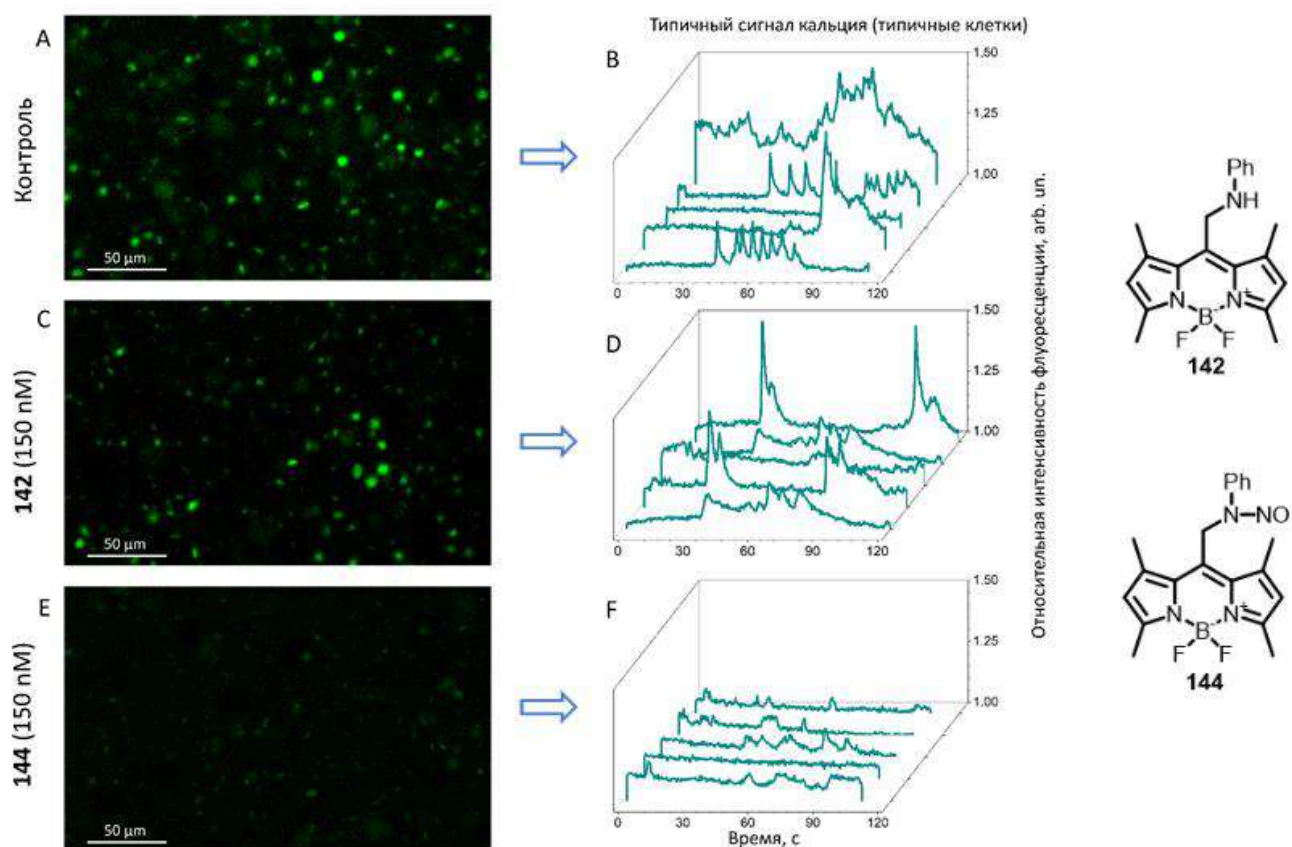 Типичный сигнал кальция (типичные клетки)
A
Контроль
50 µm
B
1,50
1,25
1,00
0
30
60
90
120
C
142 (150 nM)
50 µm
D
1,50
1,25
1,00
0
30
60
90
120
E
144 (150 nM)
50 µm
F
1,50
1,25
1,00
0
30
60
90
120
Время, с
Относительная интенсивность флуоресценции, arb. un.
Ph
NH
N
B
N+
F
F
142
Ph
N–NO
N
B
N+
F
F
144